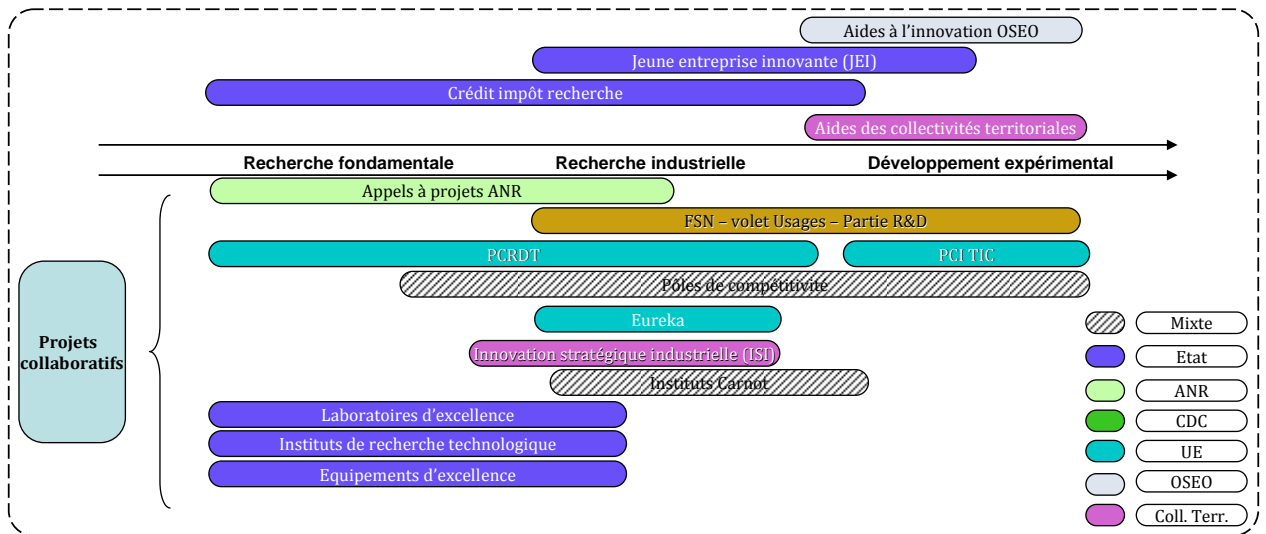 Aides à l'innovation OSEO
Jeune entreprise innovante (JEI)
Crédit impôt recherche
Aides des collectivités territoriales
Recherche fondamentale
Recherche industrielle
Développement expérimental
Appels à projets ANR
FSN – volet Usages – Partie R&D
PCRDT
PCI TIC
Pôles de compétitivité
Eureka
Innovation stratégique industrielle (ISI)
Instituts Carnot
Laboratoires d'excellence
Instituts de recherche technologique
Equipements d'excellence
Projets
collaboratifs
Mixte
Etat
ANR
CDC
UE
OSEO
Coll. Terr.